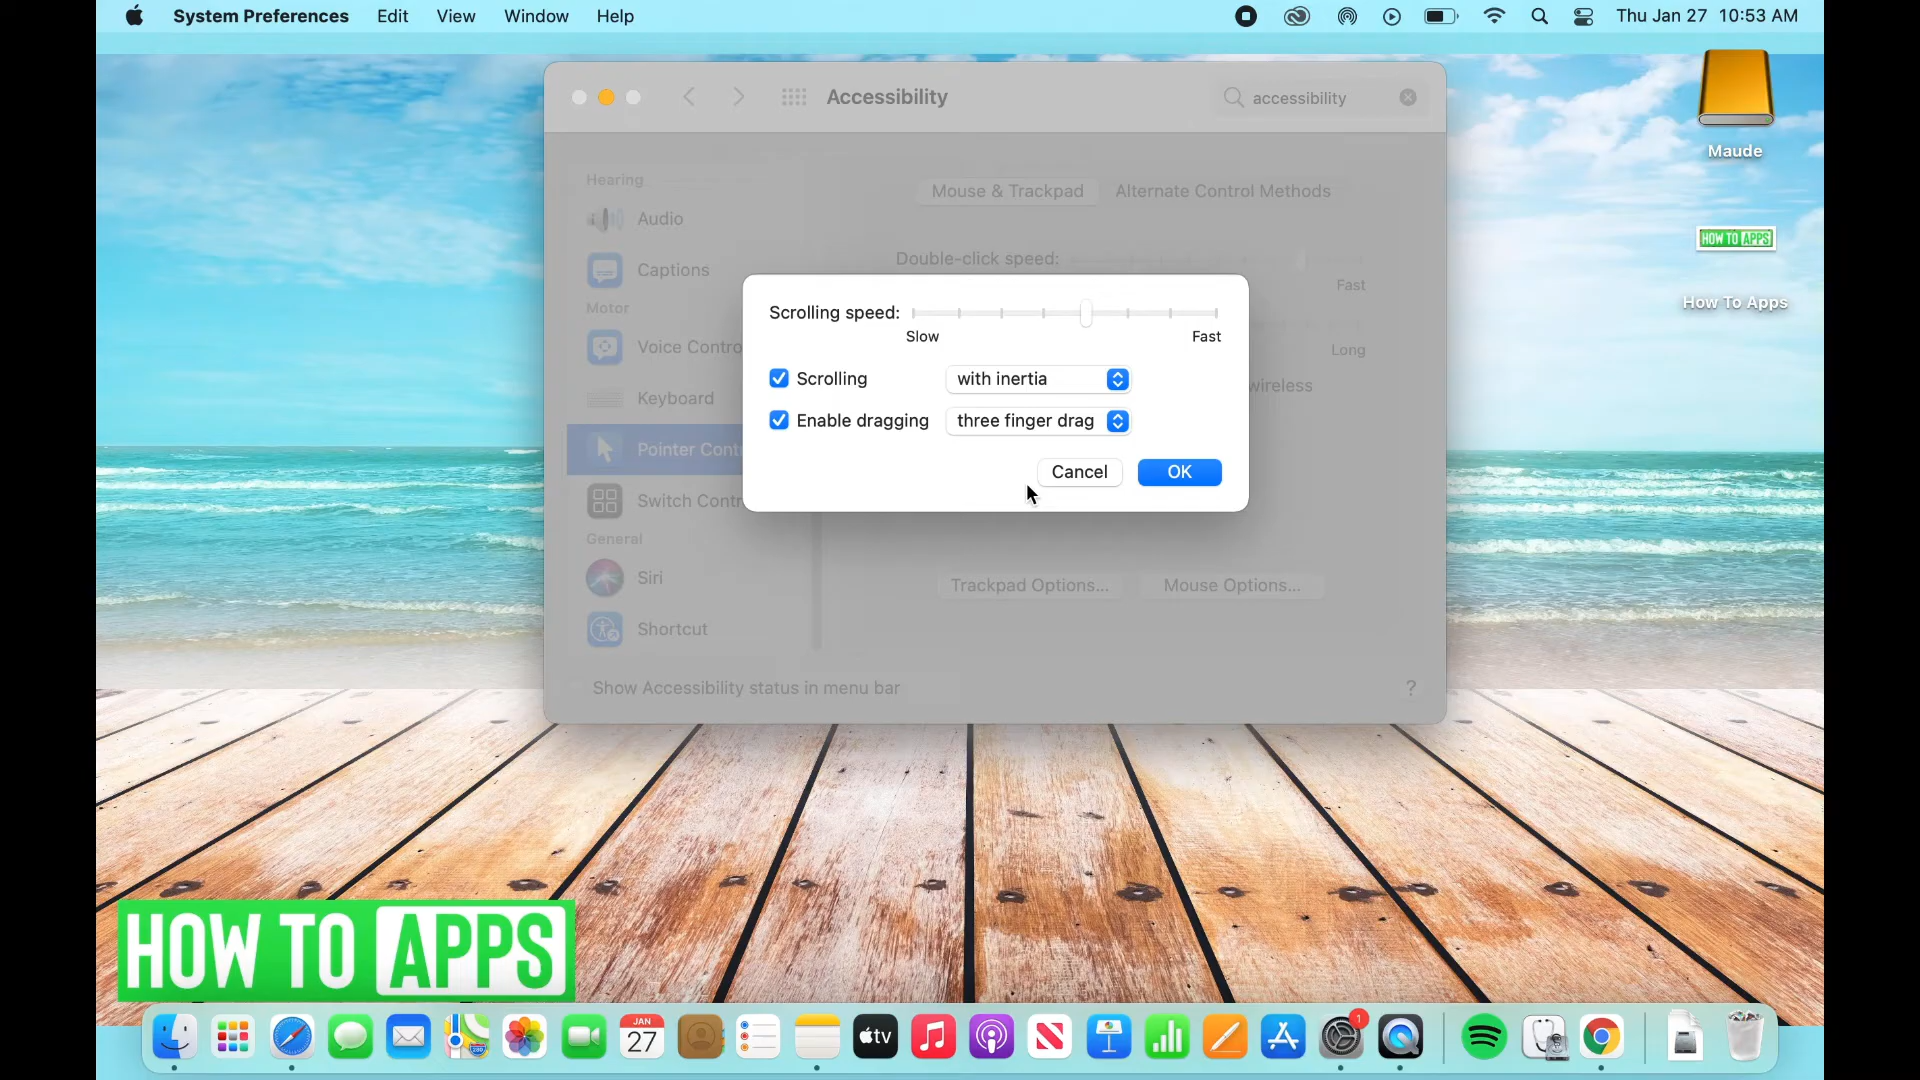 System Preferences Edit View Window Help
Thu Jan 27 10:53 AM
Accessibility
accessibility
Maude
HOW TO APPS
How To Apps
Hearing
Audio
Captions
Motor
Voice Contro
Keyboard
Pointer Cont
Switch Contr
General
Siri
Shortcut
Mouse & Trackpad Alternate Control Methods
Double-click speed:
Fast
Long
wireless
Scrolling speed:
Slow Fast
Scrolling with inertia
Enable dragging three finger drag
Cancel OK
Trackpad Options... Mouse Options...
Show Accessibility status in menu bar ?
HOW TO APPS
JAN
27
280
tv
1